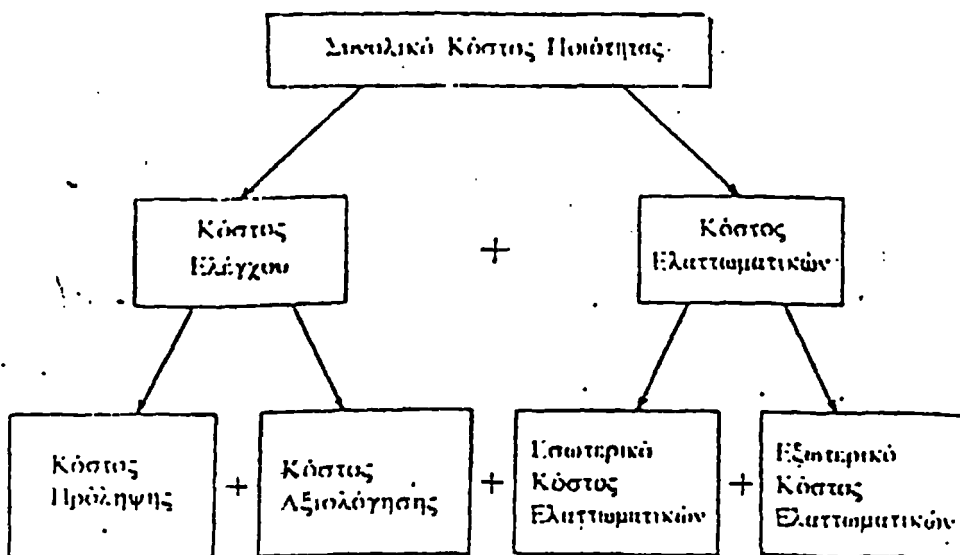 Συνολικό Κόστος Ποιότητας
Κόστος
Ελέγχου
+
Κόστος
Ελαττωματικών
Κόστος
Πρόληψης
+
Κόστος
Αξιολόγησης
+
Εσωτερικό
Κόστος
Ελαττωματικών
+
Εξωτερικό
Κόστος
Ελαττωματικών